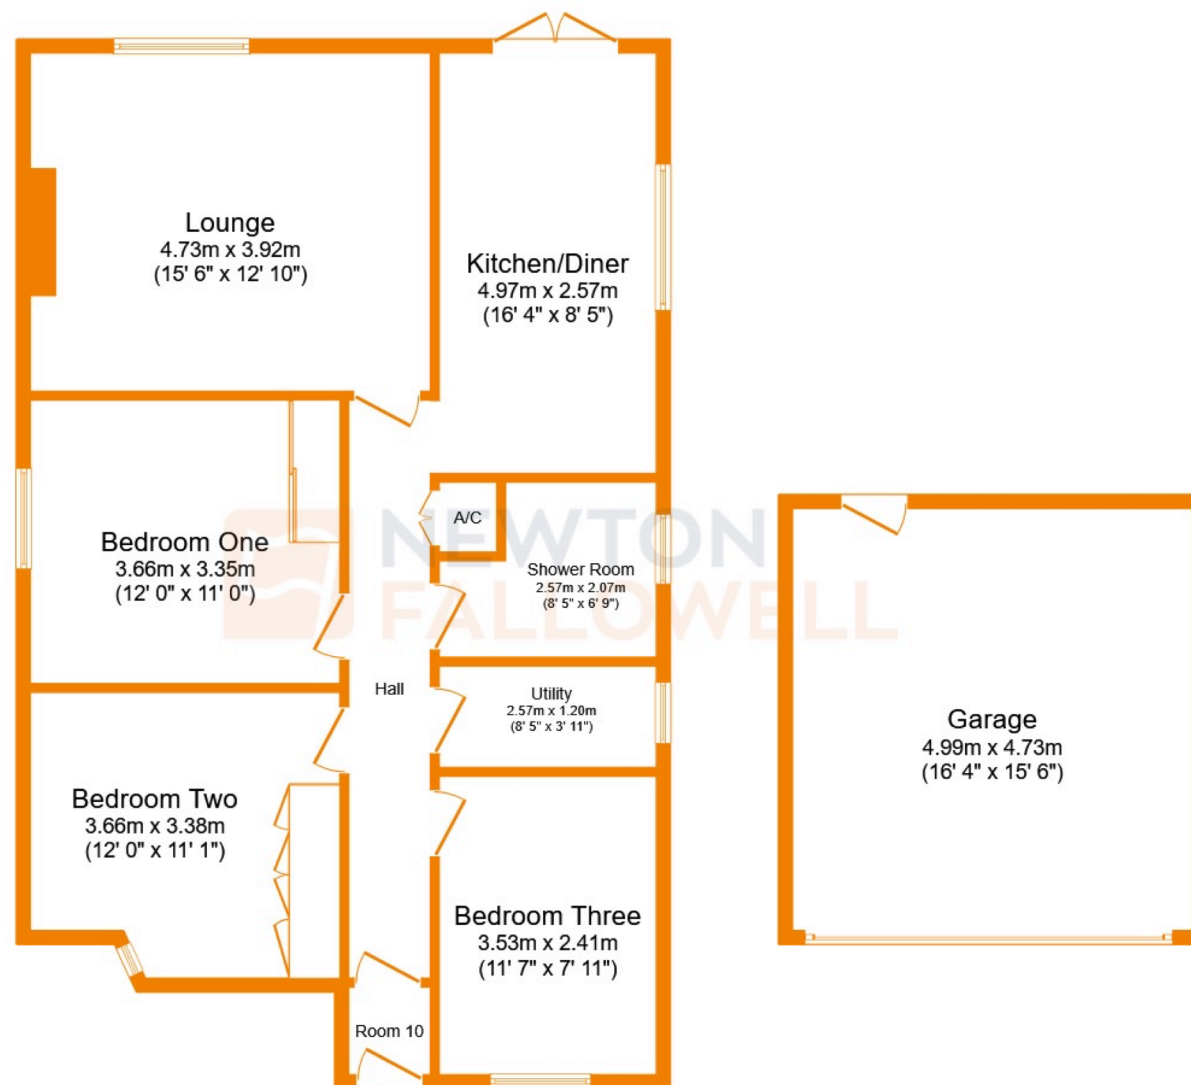 Lounge
4.73m x 3.92m
(15' 6" x 12' 10")
Kitchen/Diner
4.97m x 2.57m
(16' 4" x 8' 5")
Bedroom One
3.66m x 3.35m
(12' 0" x 11' 0")
A/C
NEWTON
FALLOWELL
Shower Room
2.57m x 2.07m
(8' 5" x 6' 9")
Hall
Utility
2.57m x 1.20m
(8' 5" x 3' 11")
Garage
4.99m x 4.73m
(16' 4" x 15' 6")
Bedroom Two
3.66m x 3.38m
(12' 0" x 11' 1")
Bedroom Three
3.53m x 2.41m
(11' 7" x 7' 11")
Room 10